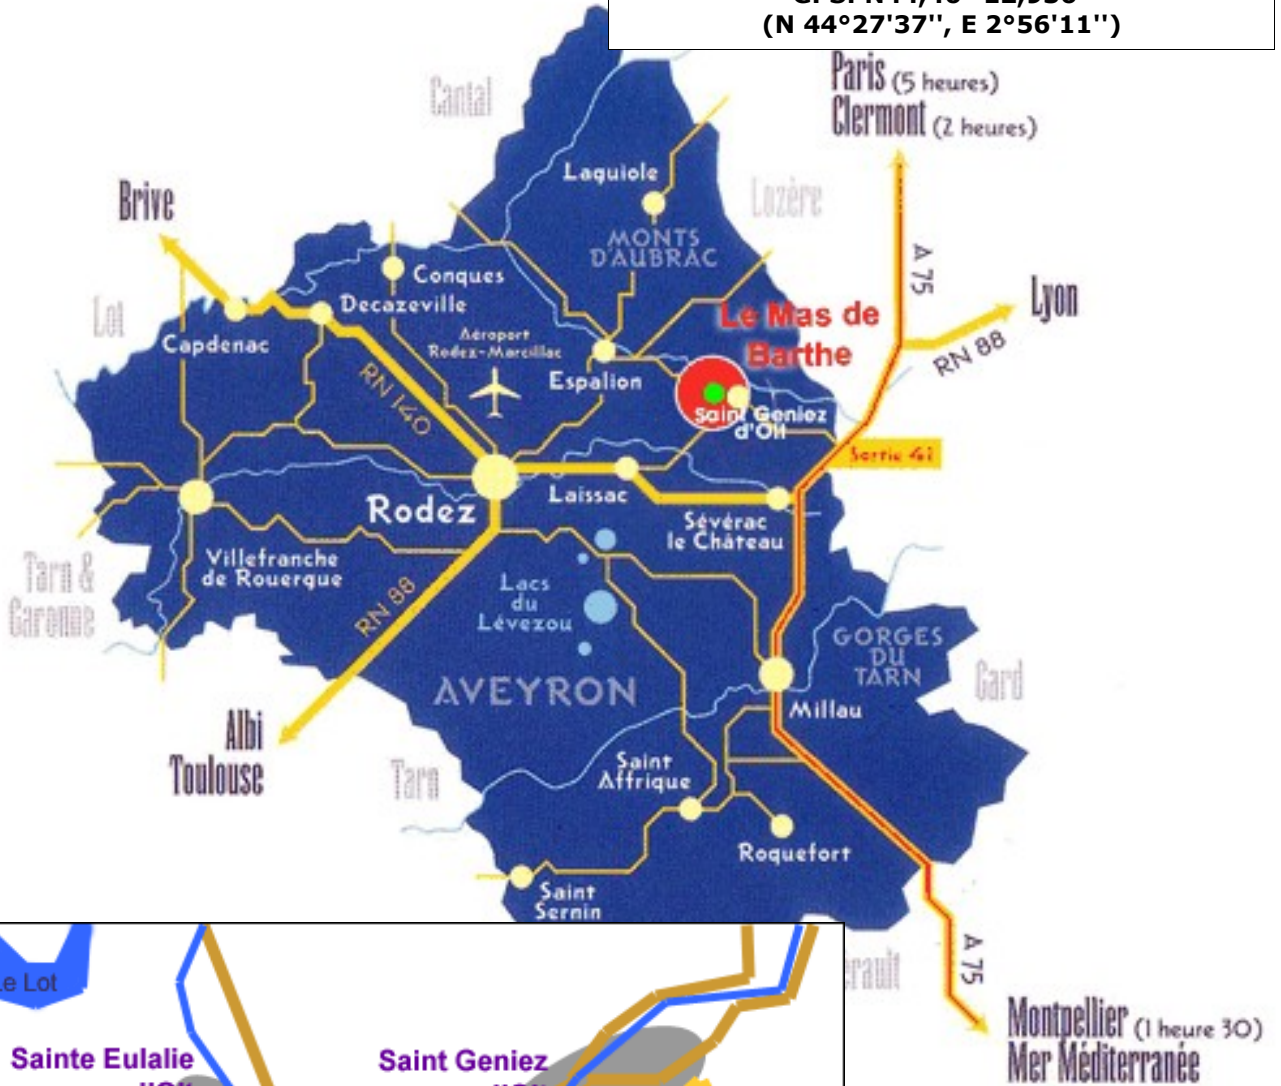 (N 44°27'37'', E 2°56'11'')
Paris (5 heures)
Clermont (2 heures)
Cantal
Laguiole
Lozère
Brive
MONTS
D'AUBRAC
A 75
Conques
Lyon
Decazeville
Lot
Le Mas de
Barthe
Capdenac
Aéroport
Rodez-Marcillac
RN 88
Espalion
RN 140
Saint Geniez
d'Olt
Sortie 41
Laissac
Rodez
Sévérac
le Château
Villefranche
de Rouergue
Tarn &
Garonne
Lacs
du
Lévezou
RN 88
GORGES
DU
TARN
Gard
AVEYRON
Millau
Albi
Toulouse
Tarn
Saint
Affrique
Roquefort
Saint
Sernin
A 75
Le Lot
Montpellier (1 heure 30)
Mer Méditerranée
Sainte Eulalie
Saint Geniez